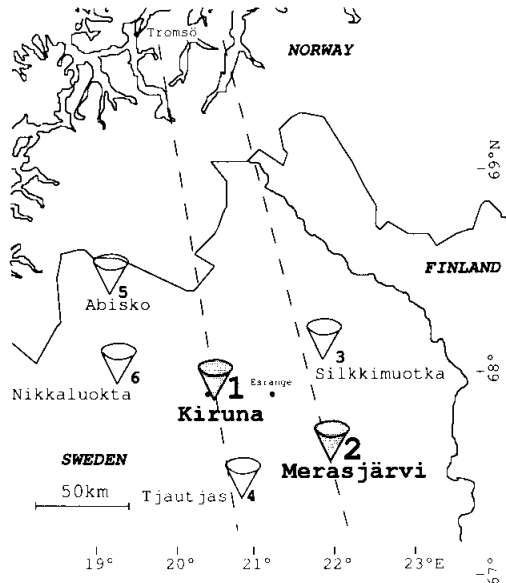 Tromsö
NORWAY
69°N
FINLAND
5
Abisko
3
Silkkimuotka
68°
6
Nikkaluokta
1
Esrange
Kiruna
2
Merasjärvi
SWEDEN
50km
Tjautjas 4
19° 20° 21° 22° 23°E
67°